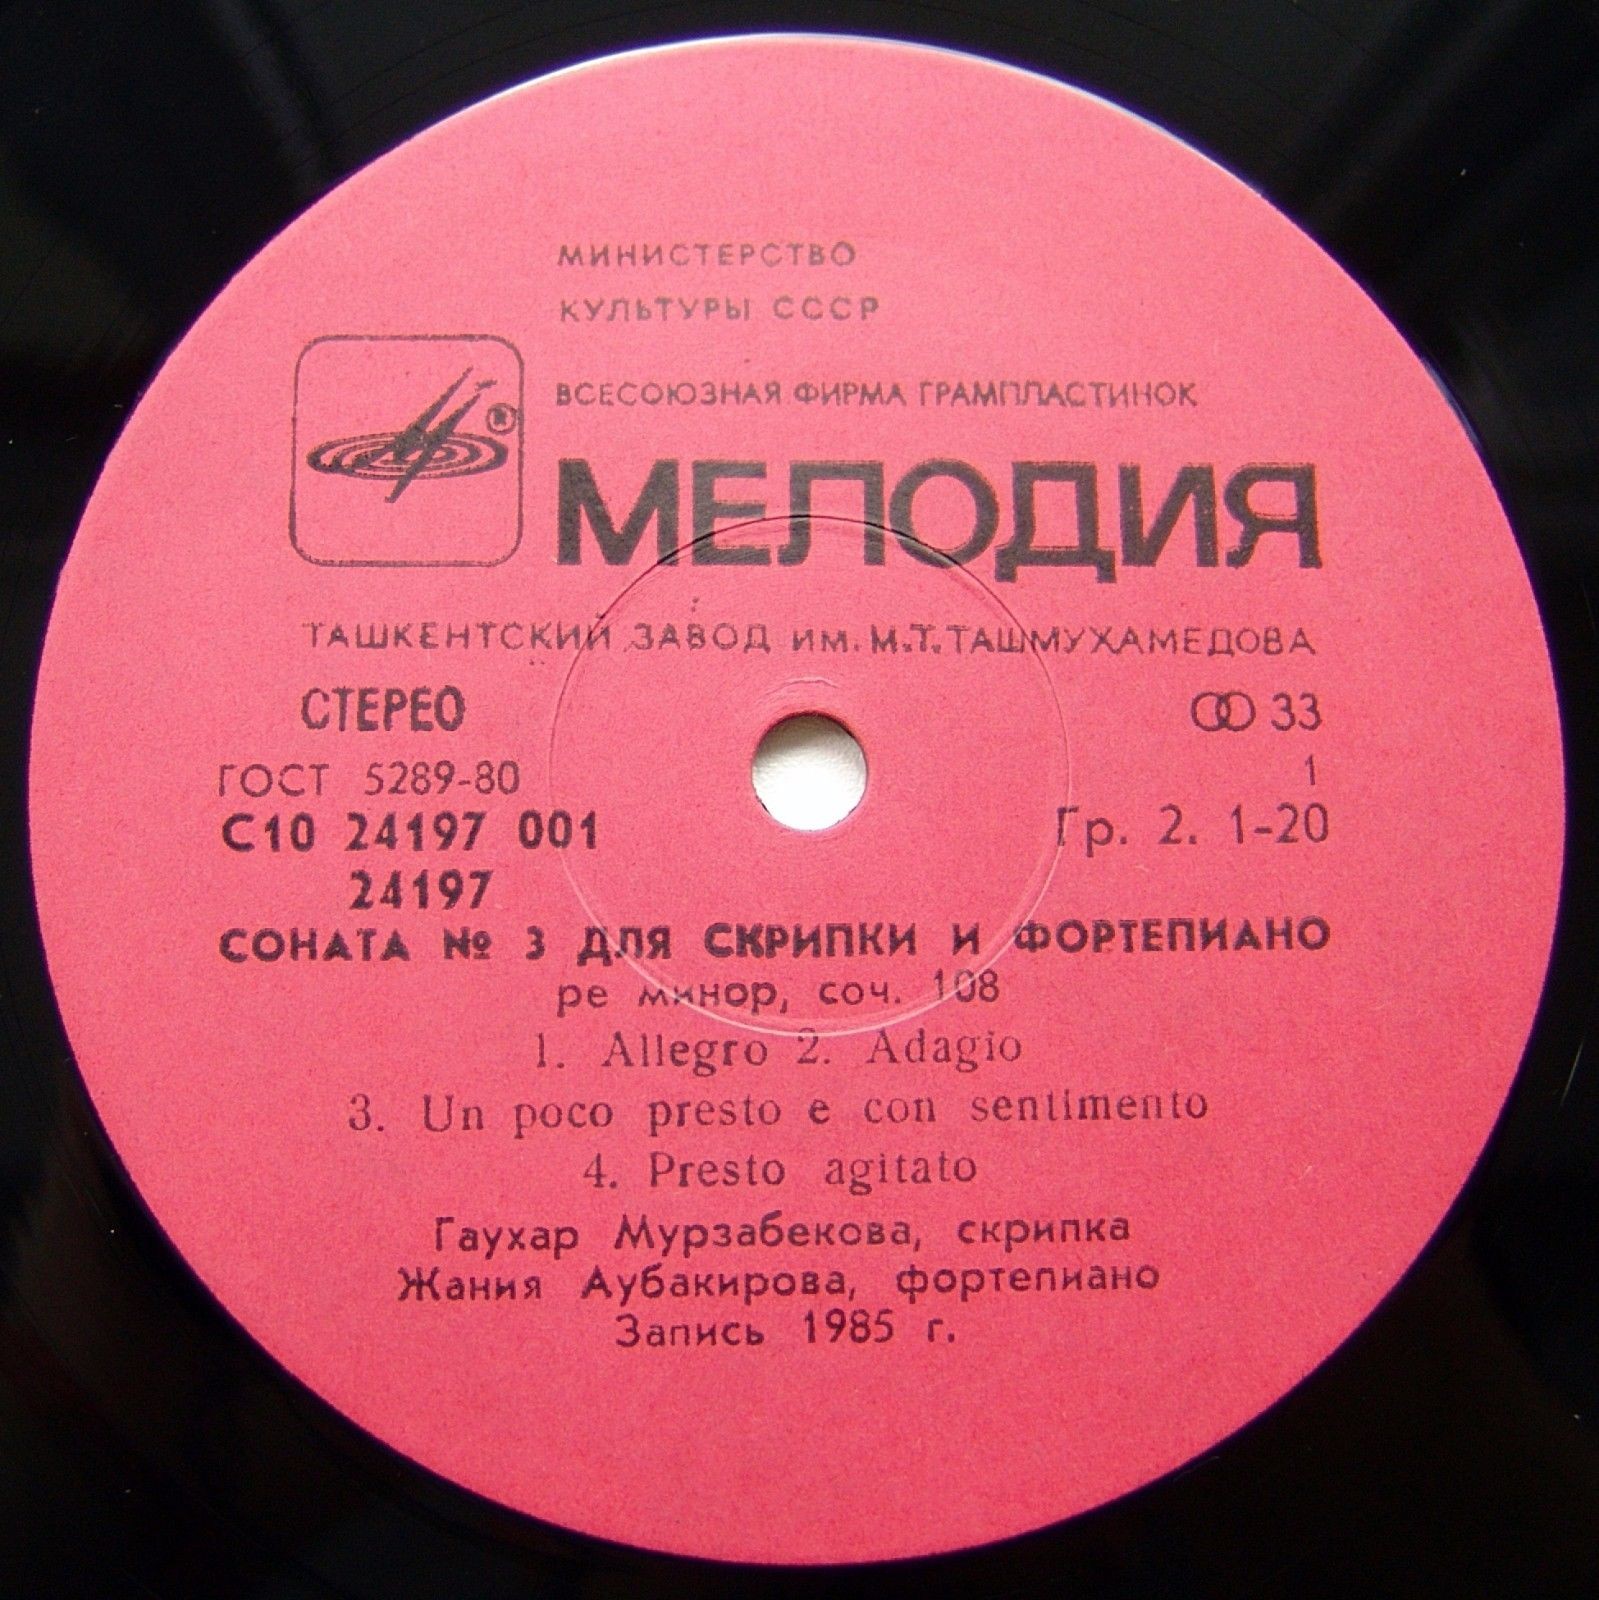 МИНИСТЕРСТВО
КУЛЬТУРЫ СССР
ВСЕСОЮЗНАЯ ФИРМА ГРАМПЛАСТИНОК
®
МЕЛОДИЯ
ТАШКЕНТСКИЙ ЗАВОД ИМ. М.Т.ТАШМУХАМЕДОВА
СТЕРЕО 33
ГОСТ 5289-80 1
С10 24197 001 Гр. 2. 1-20
24197
СОНАТА № 3 ДЛЯ СКРИПКИ И ФОРТЕПИАНО
ре минор, соч. 108
1. Allegro 2. Adagio
3. Un poco presto e con sentimento
4. Presto agitato
Гаухар Мурзабекова, скрипка
Жания Аубакирова, фортепиано
Запись 1985 г.